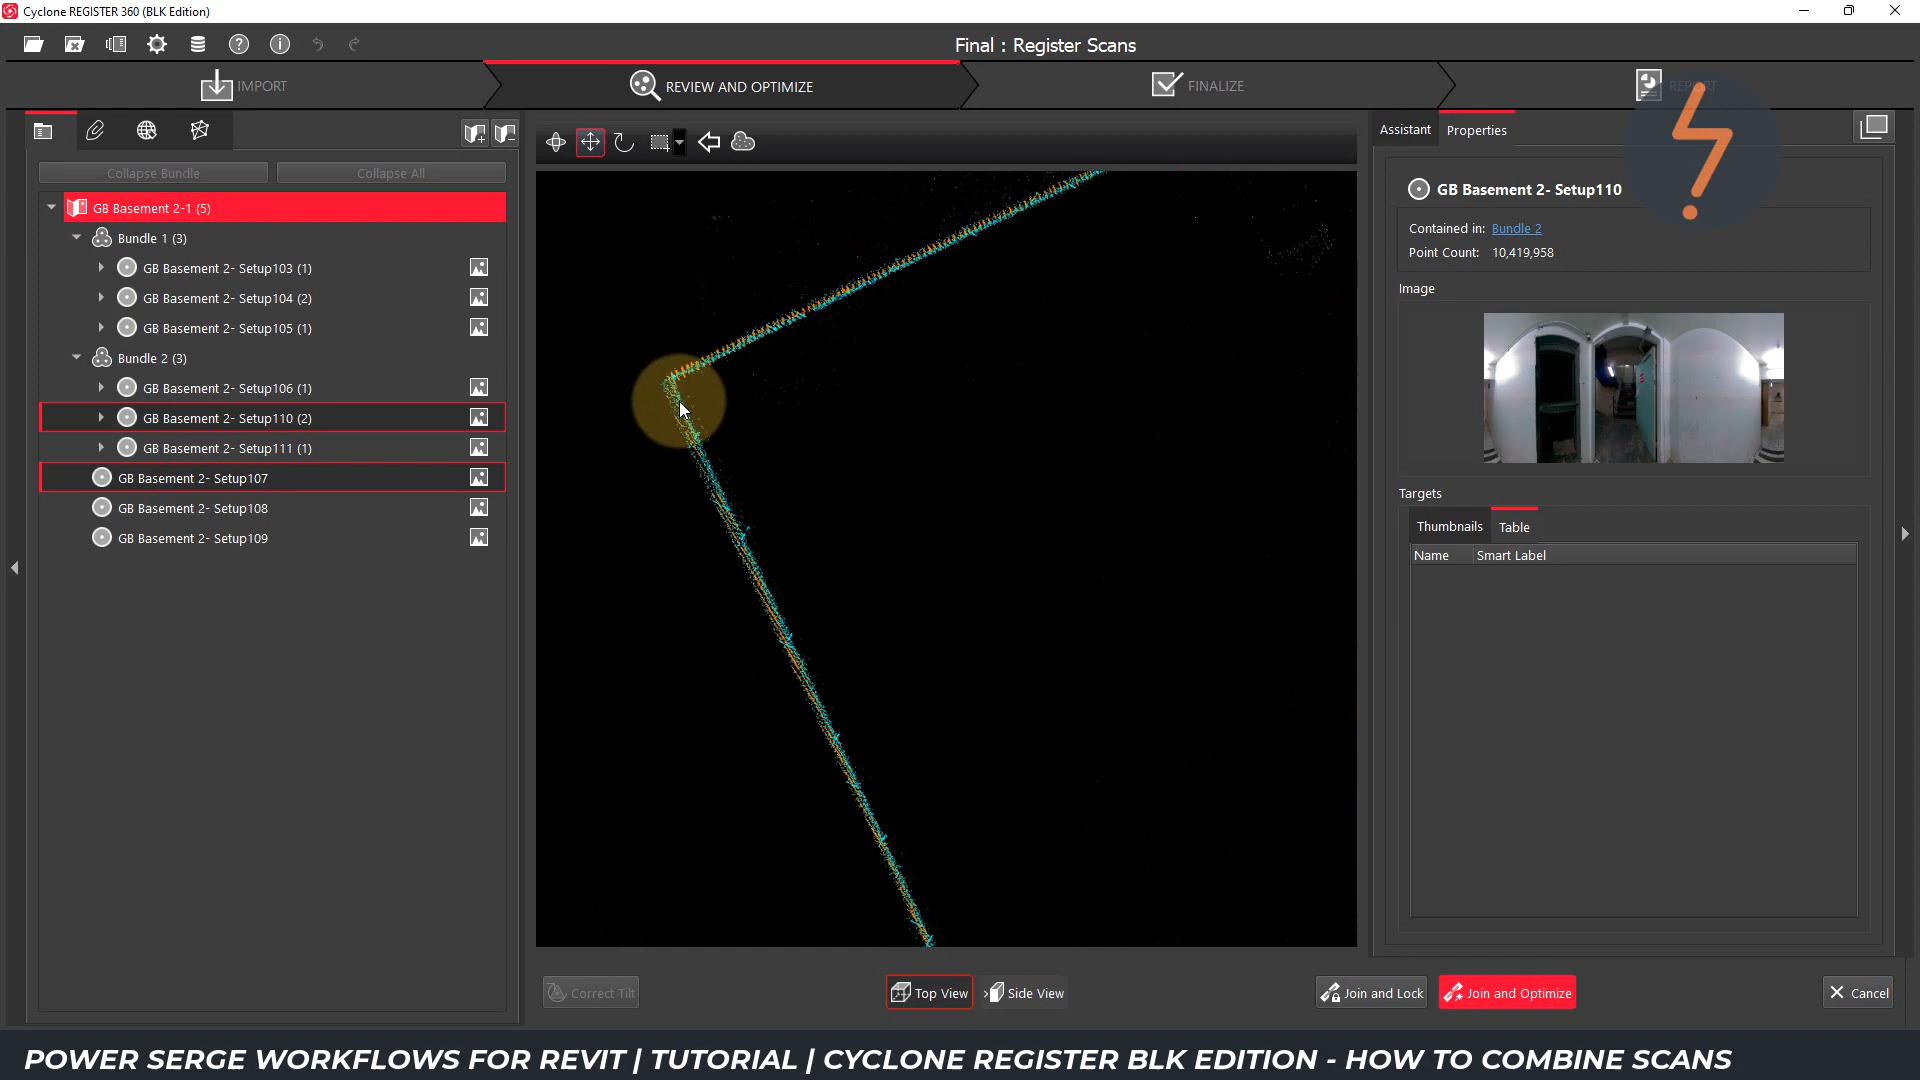 Cyclone REGISTER 360 (BLK Edition)
Final : Register Scans
IMPORT
REVIEW AND OPTIMIZE
FINALIZE
REPORT
Collapse Bundle
Collapse All
GB Basement 2-1 (5)
Bundle 1 (3)
GB Basement 2- Setup103 (1)
GB Basement 2- Setup104 (2)
GB Basement 2- Setup105 (1)
Bundle 2 (3)
GB Basement 2- Setup106 (1)
GB Basement 2- Setup110 (2)
GB Basement 2- Setup111 (1)
GB Basement 2- Setup107
GB Basement 2- Setup108
GB Basement 2- Setup109
Correct Tilt
Top View
Side View
Join and Lock
Join and Optimize
Cancel
Assistant
Properties
GB Basement 2- Setup110
Contained in: Bundle 2
Point Count: 10,419,958
Image
Targets
Thumbnails
Table
Name
Smart Label
POWER SERGE WORKFLOWS FOR REVIT | TUTORIAL | CYCLONE REGISTER BLK EDITION - HOW TO COMBINE SCANS